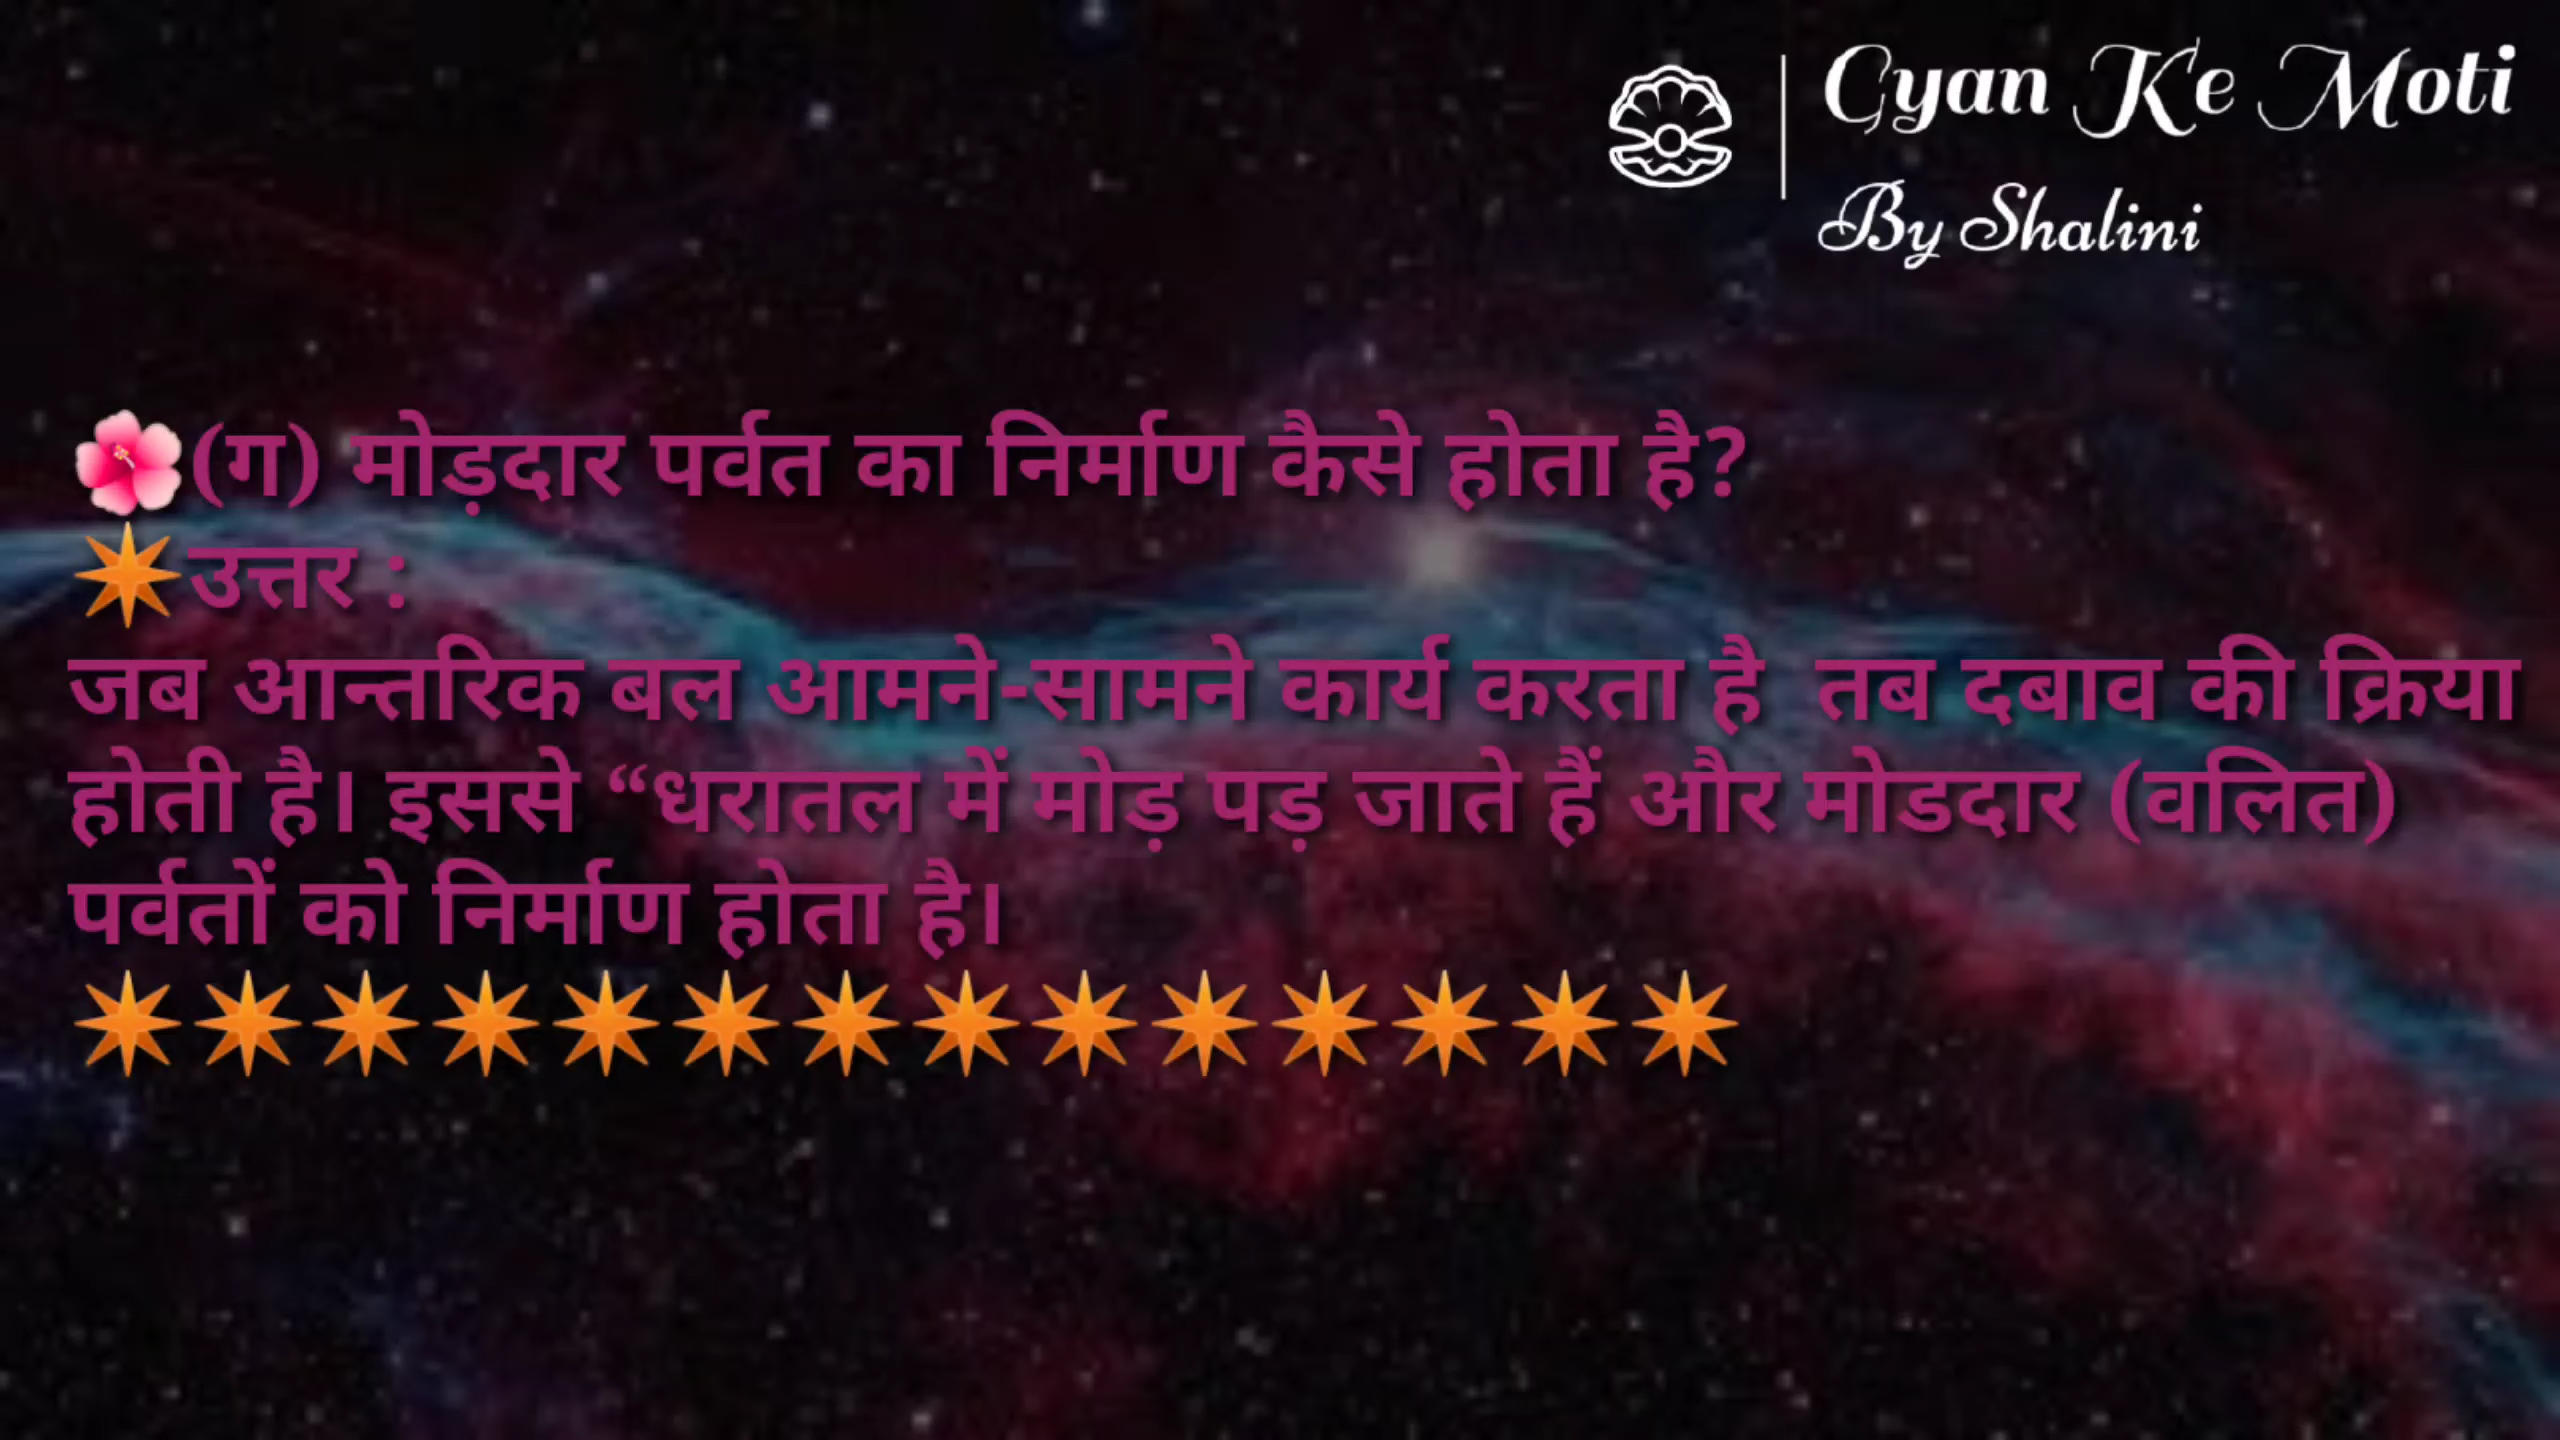 Gyan Ke Moti
By Shalini
🌺(ग) मोड़दार पर्वत का निर्माण कैसे होता है?
✴उत्तर :
जब आन्तरिक बल आमने-सामने कार्य करता है तब दबाव की क्रिया
होती है। इससे “धरातल में मोड़ पड़ जाते हैं और मोडदार (वलित)
पर्वतों को निर्माण होता है।
✴✴✴✴✴✴✴✴✴✴✴✴✴✴